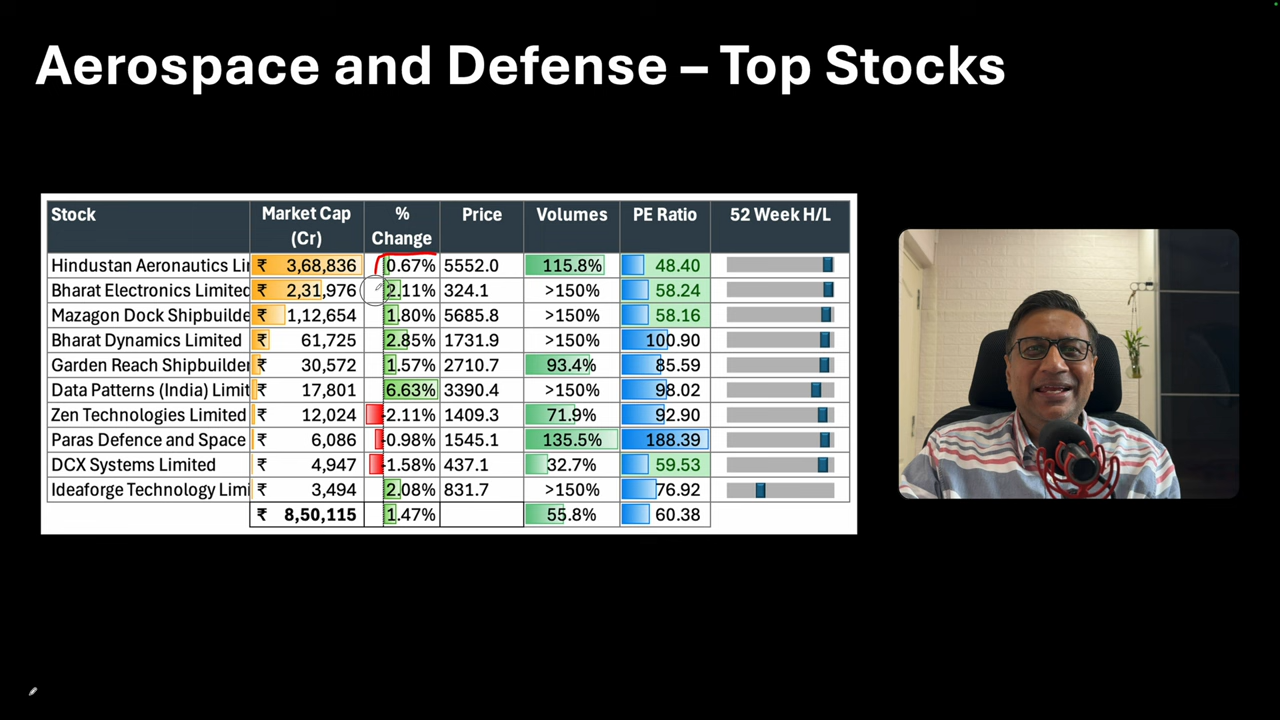 Aerospace and Defense – Top Stocks
Stock Market Cap (Cr) % Change Price Volumes PE Ratio 52 Week H/L
Hindustan Aeronautics Li ₹ 3,68,836 0.67% 5552.0 115.8% 48.40
Bharat Electronics Limited ₹ 2,31,976 2.11% 324.1 >150% 58.24
Mazagon Dock Shipbuilde ₹ 1,12,654 1.80% 5685.8 >150% 58.16
Bharat Dynamics Limited ₹ 61,725 2.85% 1731.9 >150% 100.90
Garden Reach Shipbuilder ₹ 30,572 1.57% 2710.7 93.4% 85.59
Data Patterns (India) Limit ₹ 17,801 6.63% 3390.4 >150% 98.02
Zen Technologies Limited ₹ 12,024 -2.11% 1409.3 71.9% 92.90
Paras Defence and Space ₹ 6,086 -0.98% 1545.1 135.5% 188.39
DCX Systems Limited ₹ 4,947 -1.58% 437.1 32.7% 59.53
Ideaforge Technology Limi ₹ 3,494 2.08% 831.7 >150% 76.92
₹ 8,50,115 1.47% 55.8% 60.38